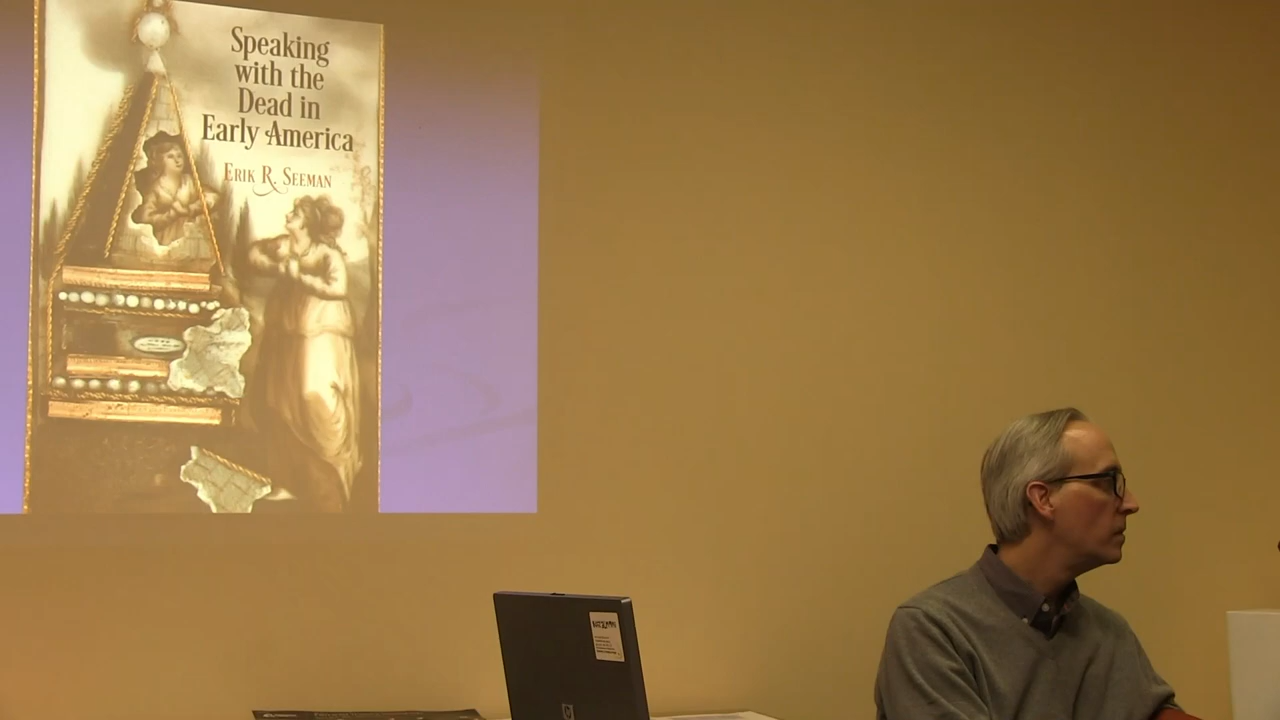 Speaking
with the
Dead in
Early America
Erik R. Seeman